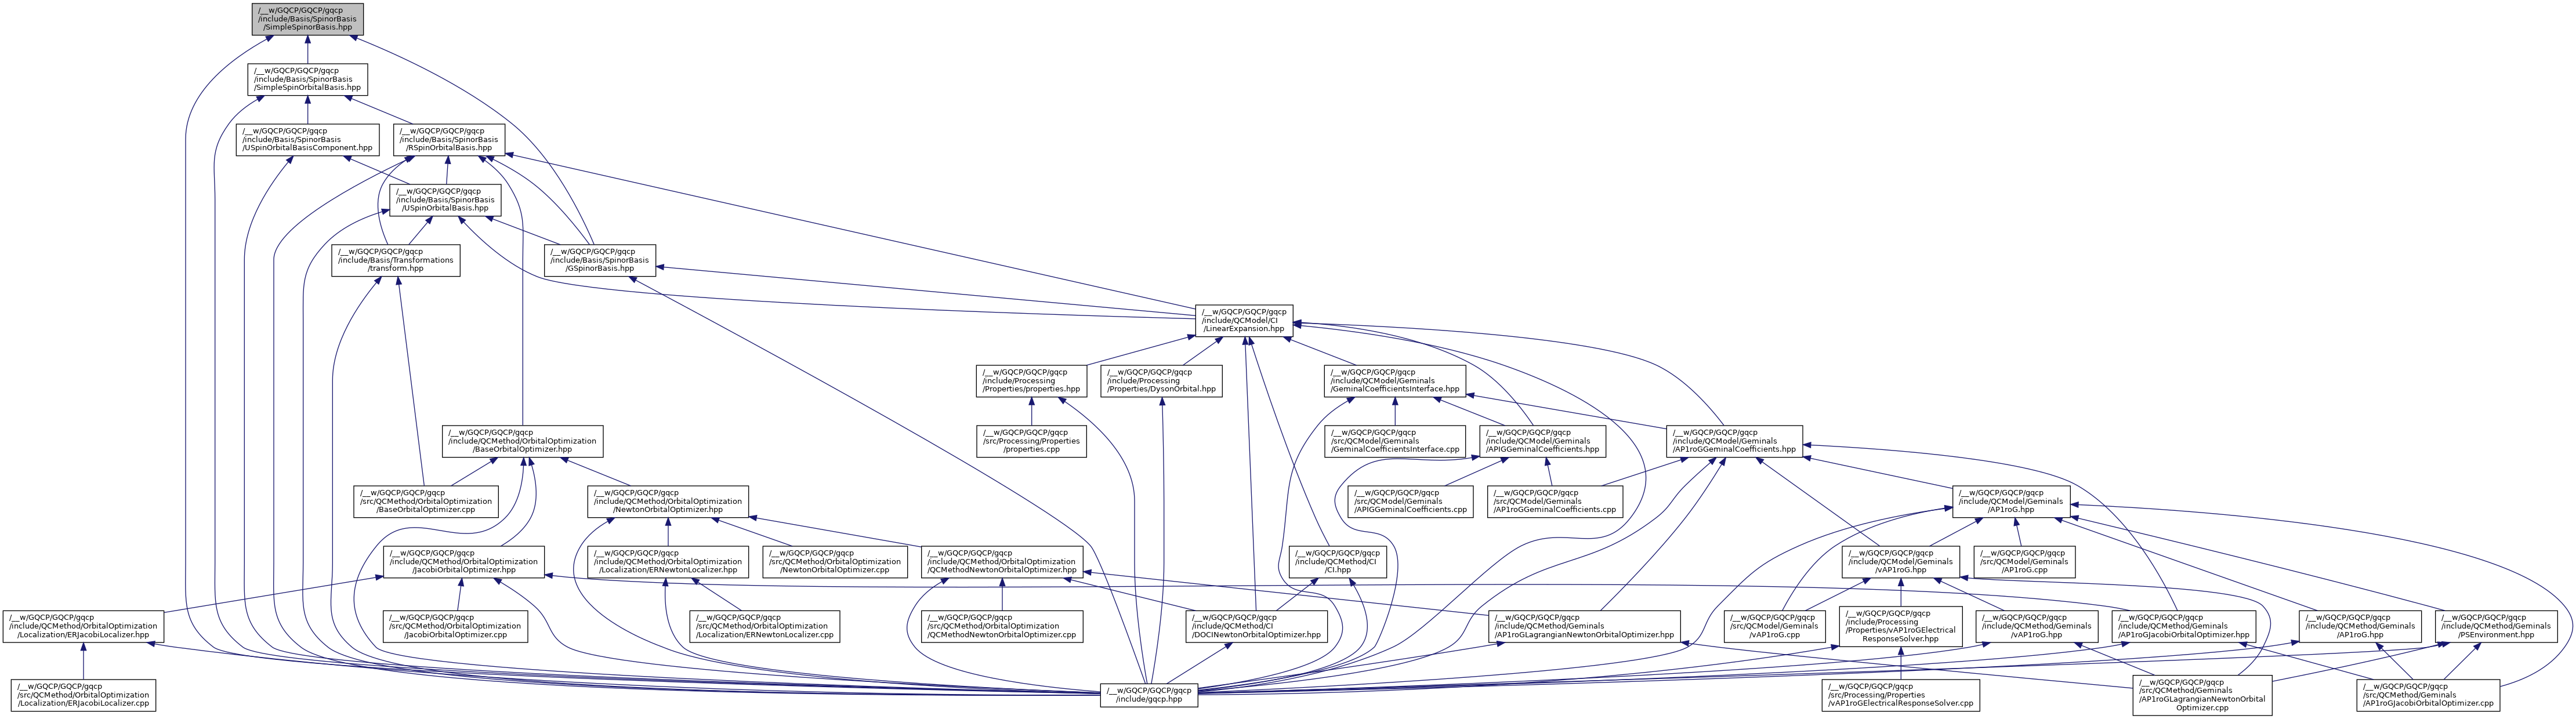 /__w/GQCP/GQCP/gqcp
/include/Basis/SpinorBasis
/SimpleSpinorBasis.hpp
/__w/GQCP/GQCP/gqcp
/include/Basis/SpinorBasis
/SimpleSpinOrbitalBasis.hpp
/__w/GQCP/GQCP/gqcp
/include/Basis/SpinorBasis
/USpinOrbitalBasisComponent.hpp
/__w/GQCP/GQCP/gqcp
/include/Basis/SpinorBasis
/RSpinOrbitalBasis.hpp
/__w/GQCP/GQCP/gqcp
/include/Basis/SpinorBasis
/USpinOrbitalBasis.hpp
/__w/GQCP/GQCP/gqcp
/include/Basis/Transformations
/transform.hpp
/__w/GQCP/GQCP/gqcp
/include/Basis/SpinorBasis
/GSpinorBasis.hpp
/__w/GQCP/GQCP/gqcp
/include/QCModel/CI
/LinearExpansion.hpp
/__w/GQCP/GQCP/gqcp
/include/Processing
/Properties/properties.hpp
/__w/GQCP/GQCP/gqcp
/include/Processing
/Properties/DysonOrbital.hpp
/__w/GQCP/GQCP/gqcp
/include/QCModel/Geminals
/GeminalCoefficientsInterface.hpp
/__w/GQCP/GQCP/gqcp
/include/QCMethod/OrbitalOptimization
/BaseOrbitalOptimizer.hpp
/__w/GQCP/GQCP/gqcp
/src/Processing/Properties
/properties.cpp
/__w/GQCP/GQCP/gqcp
/src/QCModel/Geminals
/GeminalCoefficientsInterface.cpp
/__w/GQCP/GQCP/gqcp
/include/QCModel/Geminals
/APIGGeminalCoefficients.hpp
/__w/GQCP/GQCP/gqcp
/include/QCModel/Geminals
/AP1roGGeminalCoefficients.hpp
/__w/GQCP/GQCP/gqcp
/src/QCMethod/OrbitalOptimization
/BaseOrbitalOptimizer.cpp
/__w/GQCP/GQCP/gqcp
/include/QCMethod/OrbitalOptimization
/NewtonOrbitalOptimizer.hpp
/__w/GQCP/GQCP/gqcp
/src/QCModel/Geminals
/APIGGeminalCoefficients.cpp
/__w/GQCP/GQCP/gqcp
/src/QCModel/Geminals
/AP1roGGeminalCoefficients.cpp
/__w/GQCP/GQCP/gqcp
/include/QCModel/Geminals
/AP1roG.hpp
/__w/GQCP/GQCP/gqcp
/include/QCMethod/OrbitalOptimization
/JacobiOrbitalOptimizer.hpp
/__w/GQCP/GQCP/gqcp
/include/QCMethod/OrbitalOptimization
/Localization/ERNewtonLocalizer.hpp
/__w/GQCP/GQCP/gqcp
/src/QCMethod/OrbitalOptimization
/NewtonOrbitalOptimizer.cpp
/__w/GQCP/GQCP/gqcp
/include/QCMethod/OrbitalOptimization
/QCMethodNewtonOrbitalOptimizer.hpp
/__w/GQCP/GQCP/gqcp
/include/QCMethod/CI
/CI.hpp
/__w/GQCP/GQCP/gqcp
/include/QCModel/Geminals
/vAP1roG.hpp
/__w/GQCP/GQCP/gqcp
/src/QCModel/Geminals
/AP1roG.cpp
/__w/GQCP/GQCP/gqcp
/include/QCMethod/OrbitalOptimization
/Localization/ERJacobiLocalizer.hpp
/__w/GQCP/GQCP/gqcp
/src/QCMethod/OrbitalOptimization
/JacobiOrbitalOptimizer.cpp
/__w/GQCP/GQCP/gqcp
/src/QCMethod/OrbitalOptimization
/Localization/ERNewtonLocalizer.cpp
/__w/GQCP/GQCP/gqcp
/src/QCMethod/OrbitalOptimization
/QCMethodNewtonOrbitalOptimizer.cpp
/__w/GQCP/GQCP/gqcp
/include/QCMethod/CI
/DOCINewtonOrbitalOptimizer.hpp
/__w/GQCP/GQCP/gqcp
/include/QCMethod/Geminals
/AP1roGLagrangianNewtonOrbitalOptimizer.hpp
/__w/GQCP/GQCP/gqcp
/src/QCModel/Geminals
/vAP1roG.cpp
/__w/GQCP/GQCP/gqcp
/include/Processing
/Properties/vAP1roGElectrical
ResponseSolver.hpp
/__w/GQCP/GQCP/gqcp
/include/QCMethod/Geminals
/vAP1roG.hpp
/__w/GQCP/GQCP/gqcp
/include/QCMethod/Geminals
/AP1roGJacobiOrbitalOptimizer.hpp
/__w/GQCP/GQCP/gqcp
/include/QCMethod/Geminals
/AP1roG.hpp
/__w/GQCP/GQCP/gqcp
/include/QCMethod/Geminals
/PSEnvironment.hpp
/__w/GQCP/GQCP/gqcp
/src/QCMethod/OrbitalOptimization
/Localization/ERJacobiLocalizer.cpp
/__w/GQCP/GQCP/gqcp
/include/gqcp.hpp
/__w/GQCP/GQCP/gqcp
/src/Processing/Properties
/vAP1roGElectricalResponseSolver.cpp
/__w/GQCP/GQCP/gqcp
/src/QCMethod/Geminals
/AP1roGLagrangianNewtonOrbital
Optimizer.cpp
/__w/GQCP/GQCP/gqcp
/src/QCMethod/Geminals
/AP1roGJacobiOrbitalOptimizer.cpp